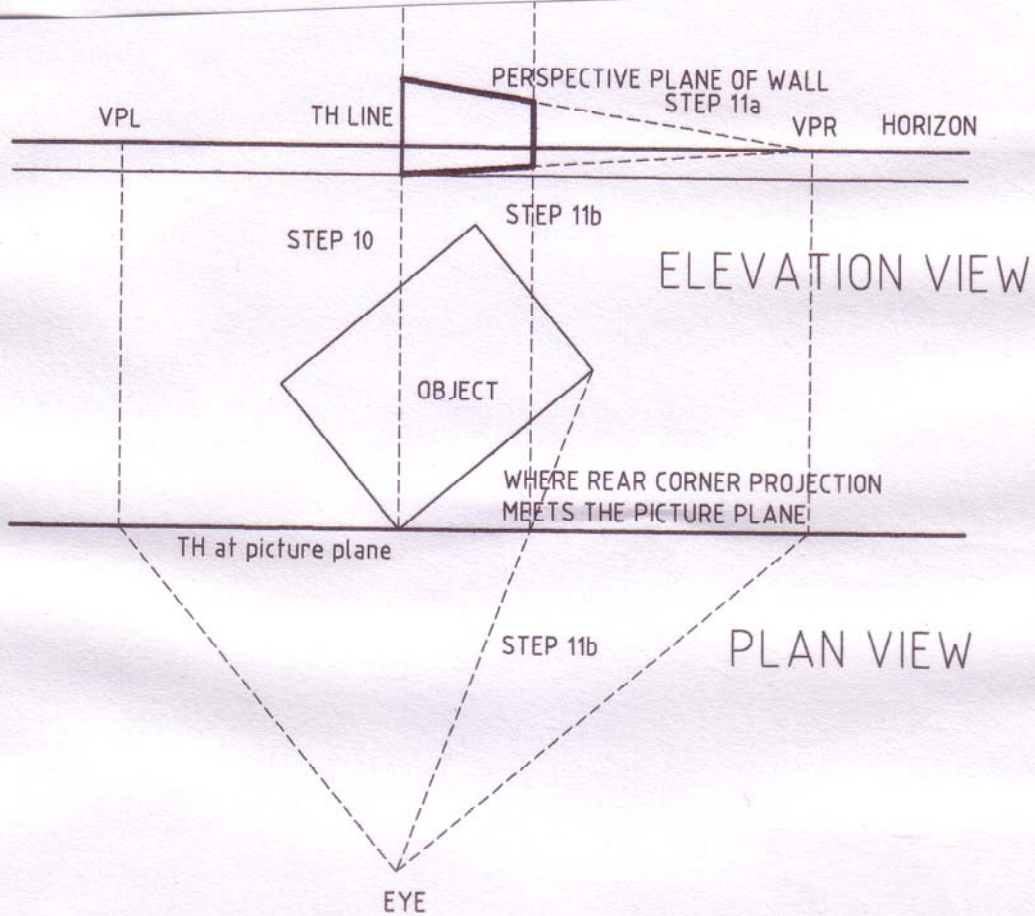 PERSPECTIVE PLANE OF WALL
STEP 11a
VPL
TH LINE
VPR
HORIZON
STEP 11b
STEP 10
ELEVATION VIEW
OBJECT
WHERE REAR CORNER PROJECTION
MEETS THE PICTURE PLANE
TH at picture plane
STEP 11b
PLAN VIEW
EYE